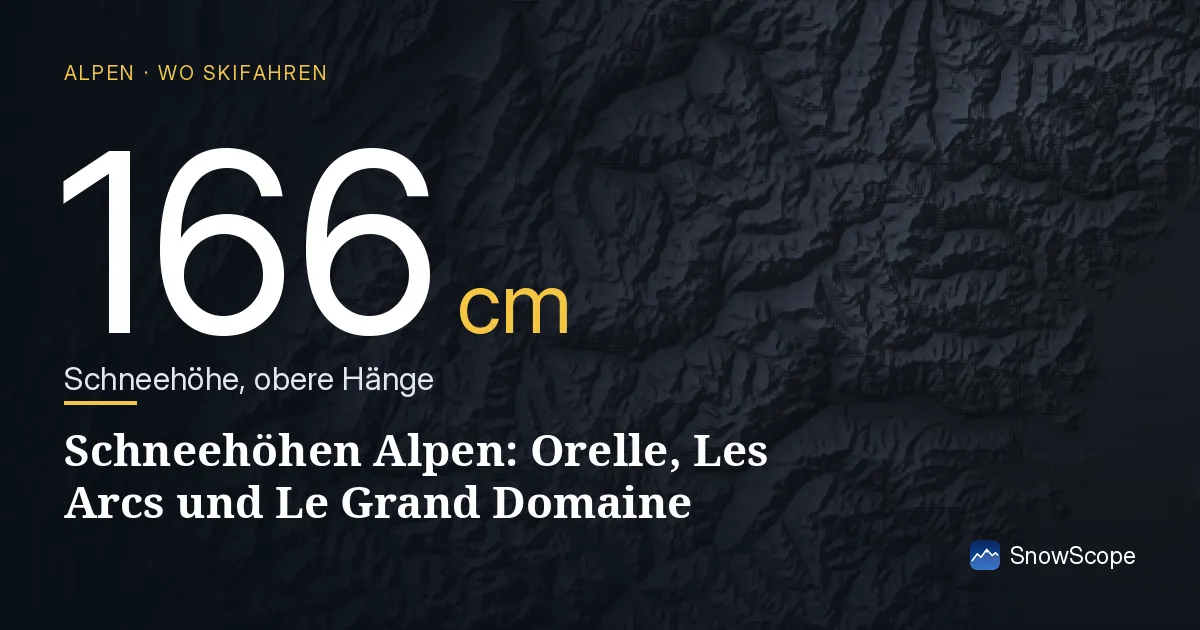 ALPEN · WO SKIFAHREN
166 cm
Schneehöhe, obere Hänge
Schneehöhen Alpen: Orelle, Les
Arcs und Le Grand Domaine
SnowScope